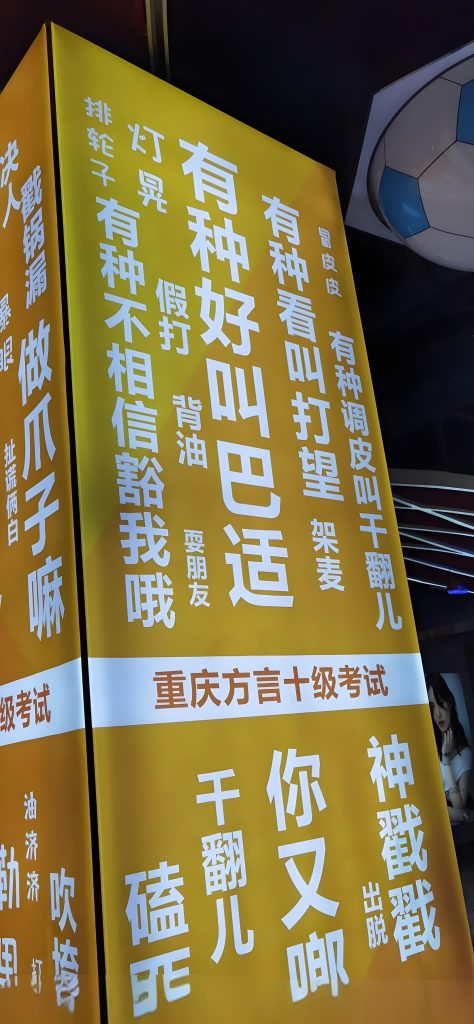 排轮子
灯晃
有种好叫巴适
有种看叫打望
冒皮皮
有种不相信豁我哦
假打
背油
耍朋友
架麦
有种调皮叫千翻儿
重庆方言十级考试
千翻儿
你又啷
神戳戳
出脱
磕
戳锅漏
做爪子嘛
扯谎俩白
级考试
油济济
吹垮